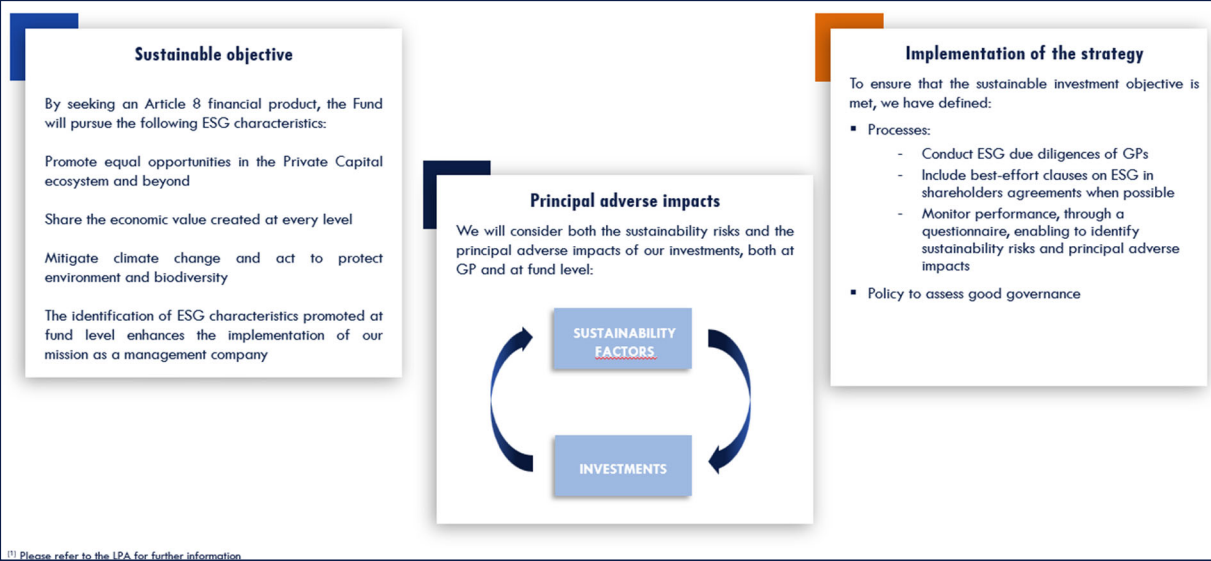 Sustainable objective
By seeking an Article 8 financial product, the Fund
will pursue the following ESG characteristics:
Promote equal opportunities in the Private Capital
ecosystem and beyond
Share the economic value created at every level
Mitigate climate change and act to protect
environment and biodiversity
The identification of ESG characteristics promoted at
fund level enhances the implementation of our
mission as a management company
Principal adverse impacts
We will consider both the sustainability risks and the
principal adverse impacts of our investments, both at
GP and at fund level:
SUSTAINABILITY
FACTORS
INVESTMENTS
Implementation of the strategy
To ensure that the sustainable investment objective is
met, we have defined:
▪ Processes:
- Conduct ESG due diligences of GPs
- Include best-effort clauses on ESG in
shareholders agreements when possible
- Monitor performance, through a
questionnaire, enabling to identify
sustainability risks and principal adverse
impacts
▪ Policy to assess good governance
[1] Please refer to the LPA for further information